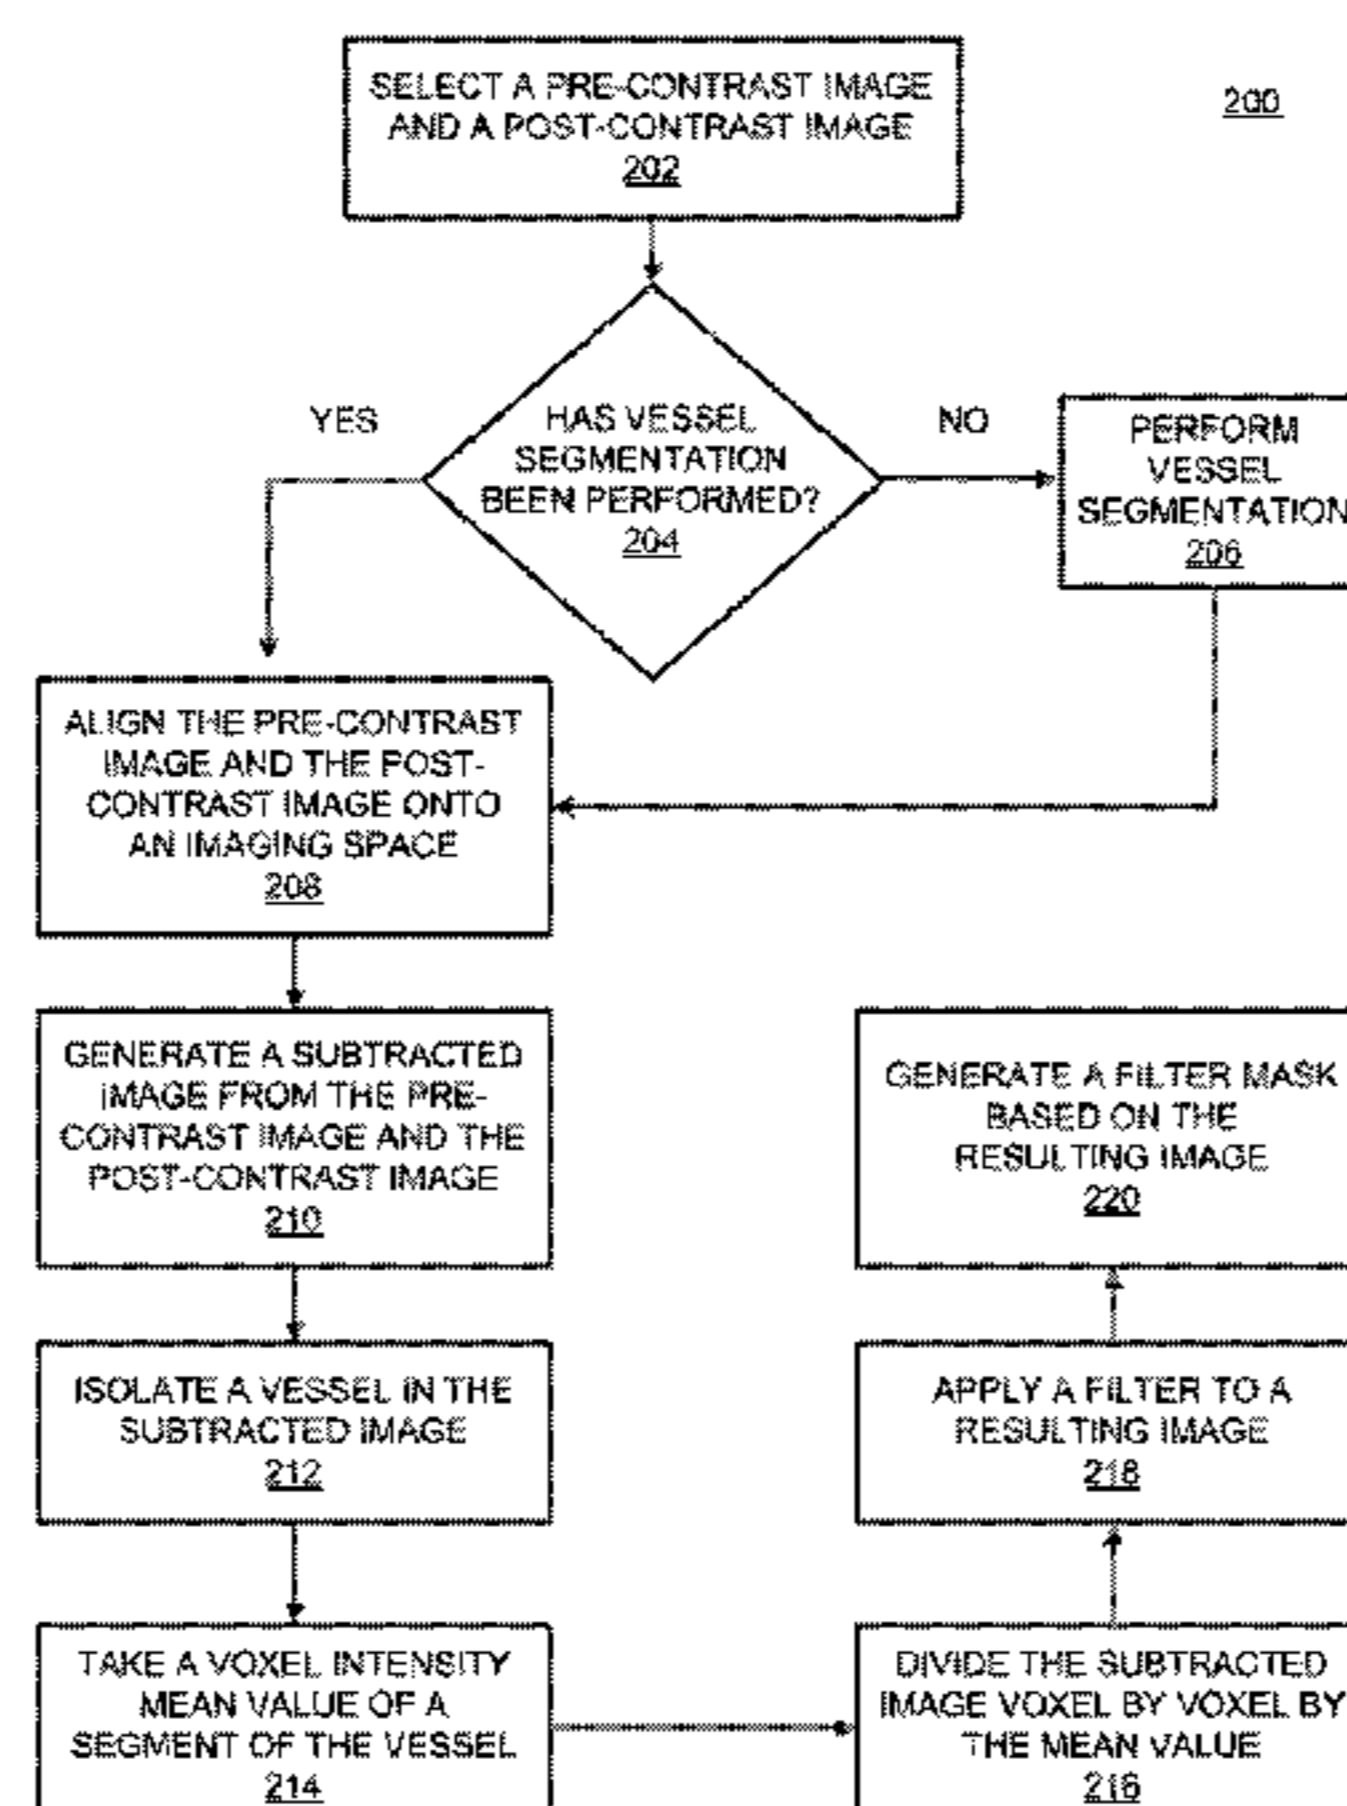 200
SELECT A PRE-CONTRAST IMAGE
AND A POST-CONTRAST IMAGE
202
YES
HAS VESSEL
SEGMENTATION
BEEN PERFORMED?
204
NO
PERFORM
VESSEL
SEGMENTATION
206
ALIGN THE PRE-CONTRAST
IMAGE AND THE POST-
CONTRAST IMAGE ONTO
AN IMAGING SPACE
208
GENERATE A SUBTRACTED
IMAGE FROM THE PRE-
CONTRAST IMAGE AND THE
POST-CONTRAST IMAGE
210
ISOLATE A VESSEL IN THE
SUBTRACTED IMAGE
212
TAKE A VOXEL INTENSITY
MEAN VALUE OF A
SEGMENT OF THE VESSEL
214
DIVIDE THE SUBTRACTED
IMAGE VOXEL BY VOXEL BY
THE MEAN VALUE
216
APPLY A FILTER TO A
RESULTING IMAGE
218
GENERATE A FILTER MASK
BASED ON THE
RESULTING IMAGE
220